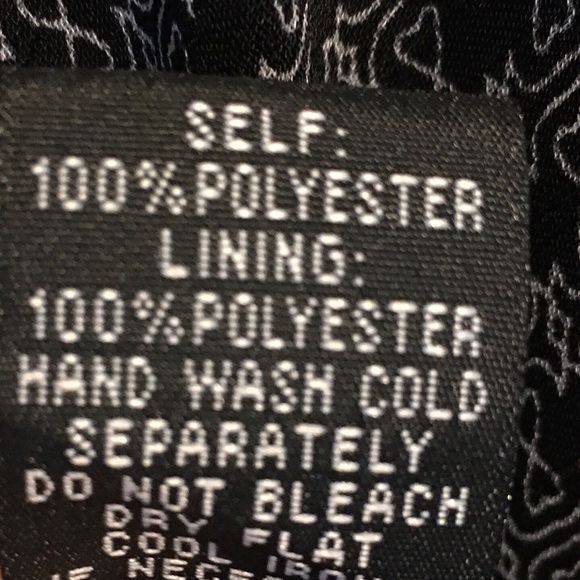 SELF:
100%POLYESTER
LINING:
100%POLYESTER
HAND WASH COLD
SEPARATELY
DO NOT BLEACH
DRY FLAT
COOL IRON